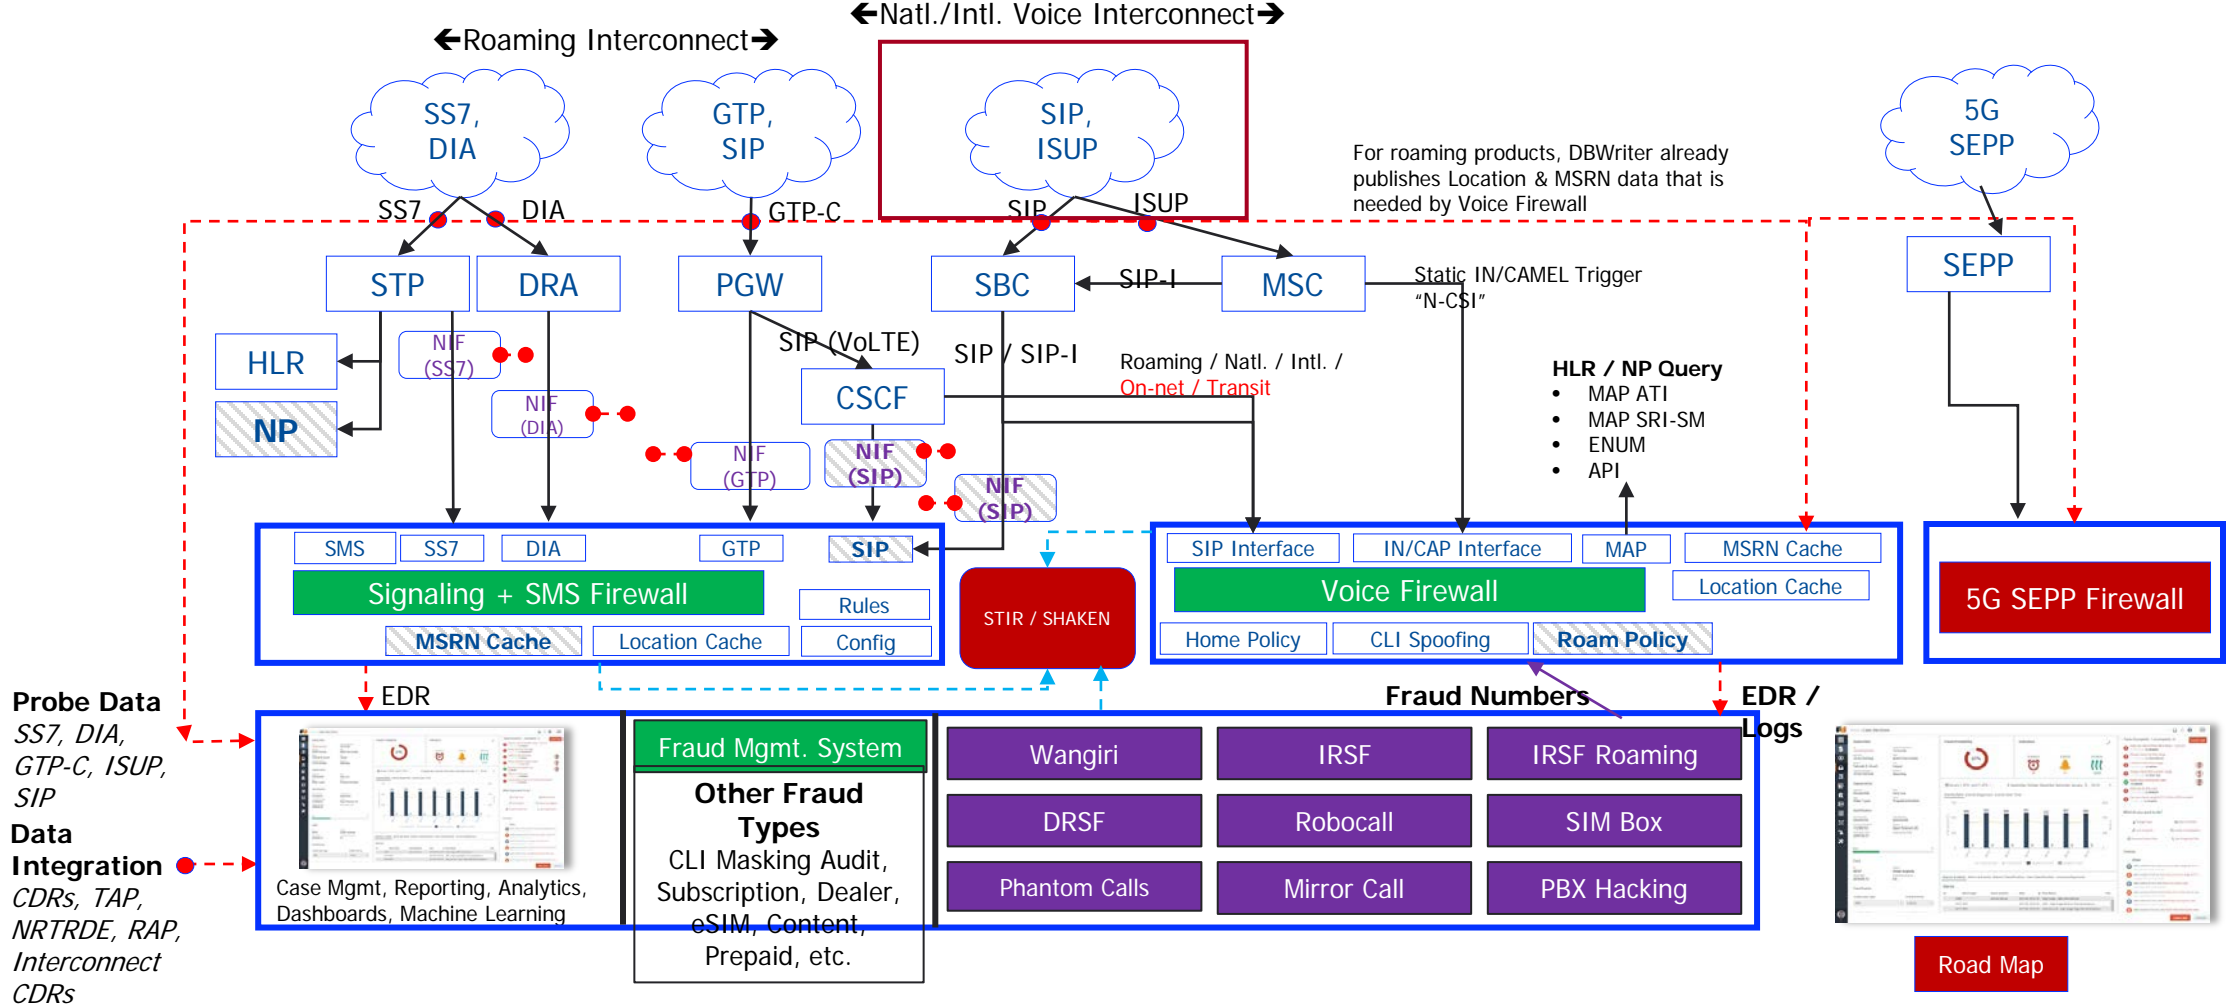 🡸Natl./Intl. Voice Interconnect🡺
🡸Roaming Interconnect🡺
SS7,
DIA
GTP,
SIP
SIP,
ISUP
5G
SEPP
For roaming products, DBWriter already
publishes Location & MSRN data that is
needed by Voice Firewall
SS7
DIA
GTP-C
SIP
ISUP
STP
DRA
PGW
SBC
SIP-I
MSC
Static IN/CAMEL Trigger
“N-CSI”
SEPP
HLR
NP
NIF
(SS7)
NIF
(DIA)
SIP (VoLTE)
SIP / SIP-I
CSCF
Roaming / Natl. / Intl. /
On-net / Transit
HLR / NP Query
• MAP ATI
• MAP SRI-SM
• ENUM
• API
NIF
(GTP)
NIF
(SIP)
NIF
(SIP)
SMS
SS7
DIA
GTP
SIP
Signaling + SMS Firewall
Rules
MSRN Cache
Location Cache
Config
STIR / SHAKEN
SIP Interface
IN/CAP Interface
MAP
MSRN Cache
Voice Firewall
Location Cache
Home Policy
CLI Spoofing
Roam Policy
5G SEPP Firewall
EDR
Fraud Numbers
EDR /
Logs
Probe Data
SS7, DIA,
GTP-C, ISUP,
SIP
Data
Integration
CDRs, TAP,
NRTRDE, RAP,
Interconnect
CDRs
Case Mgmt, Reporting, Analytics,
Dashboards, Machine Learning
Fraud Mgmt. System
Other Fraud
Types
CLI Masking Audit,
Subscription, Dealer,
eSIM, Content,
Prepaid, etc.
Wangiri
IRSF
IRSF Roaming
DRSF
Robocall
SIM Box
Phantom Calls
Mirror Call
PBX Hacking
Road Map